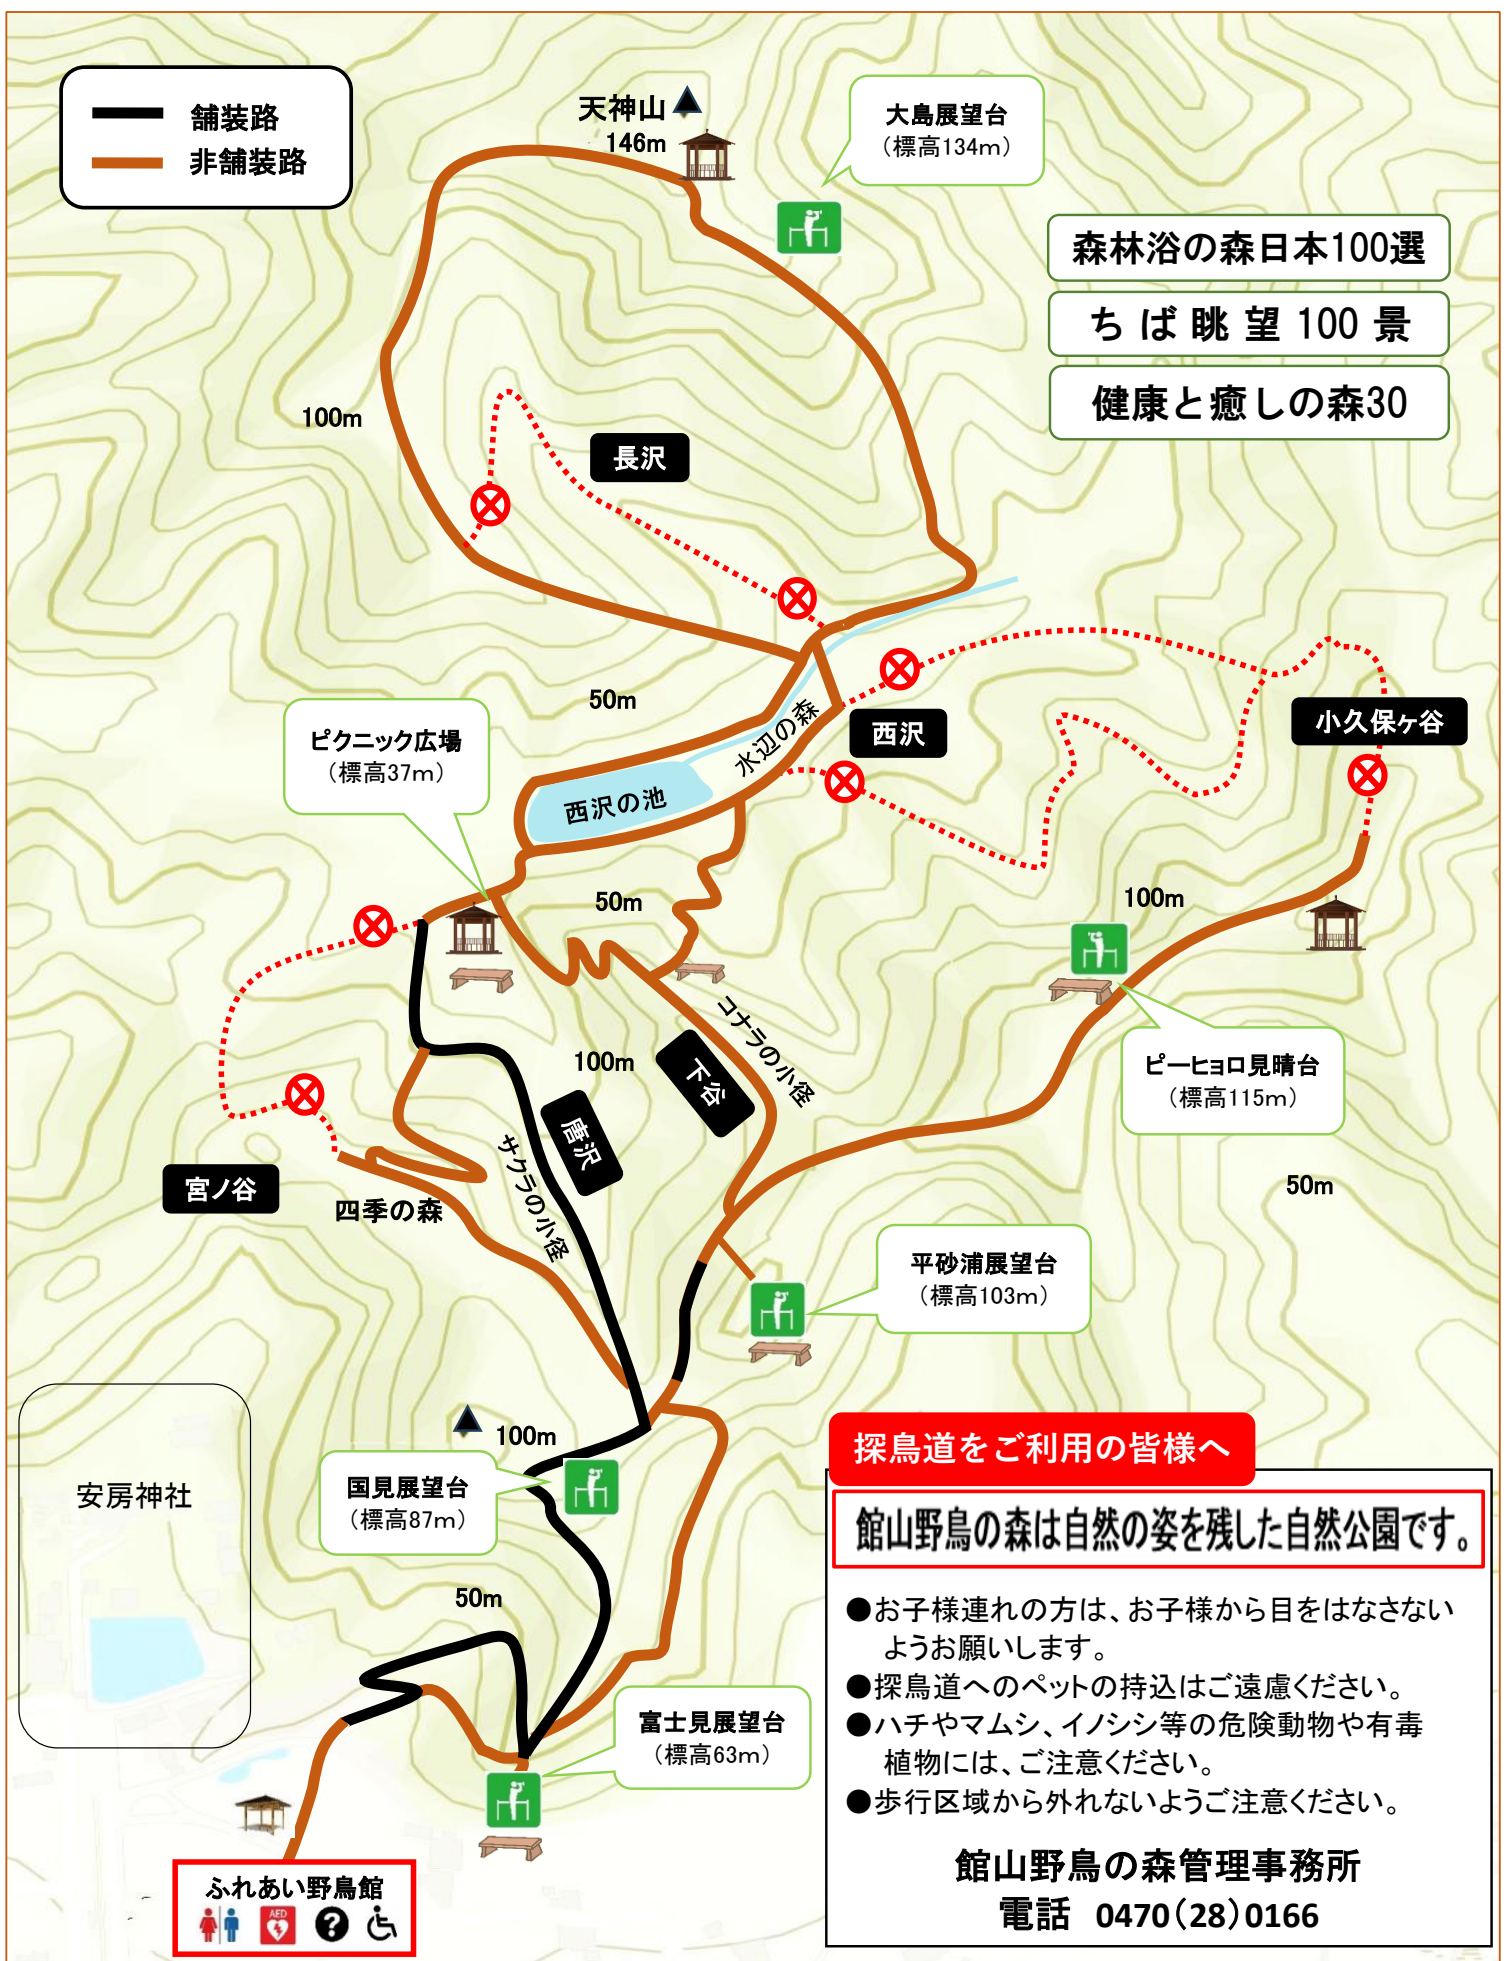 舗装路
非舗装路
天神山
146m
大島展望台
（標高134m）
森林浴の森日本100選
ちば眺望100景
健康と癒しの森30
100m
長沢
50m
水辺の森
西沢
小久保ヶ谷
ピクニック広場
（標高37m）
西沢の池
50m
100m
コナラの小径
100m
下谷
ピーヒョロ見晴台
（標高115m）
唐沢
サクラの小径
宮ノ谷
四季の森
50m
平砂浦展望台
（標高103m）
100m
国見展望台
（標高87m）
安房神社
50m
富士見展望台
（標高63m）
ふれあい野鳥館
AED
?
探鳥道をご利用の皆様へ
館山野鳥の森は自然の姿を残した自然公園です。
●お子様連れの方は、お子様から目をはなさない
ようお願いします。
●探鳥道へのペットの持込はご遠慮ください。
●ハチやマムシ、イノシシ等の危険動物や有毒
植物には、ご注意ください。
●歩行区域から外れないようご注意ください。
館山野鳥の森管理事務所
電話 0470（28）0166